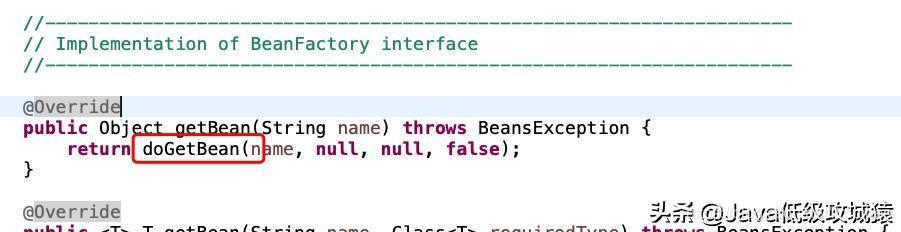 //---------------------------------------------------------------------
// Implementation of BeanFactory interface
//---------------------------------------------------------------------
@Override
public Object getBean(String name) throws BeansException {
return doGetBean(name, null, null, false);
}
@Override
头条 @Java低级攻城猿
public <T> T getBean(String name, Class<T> requiredType) throws BeansException {